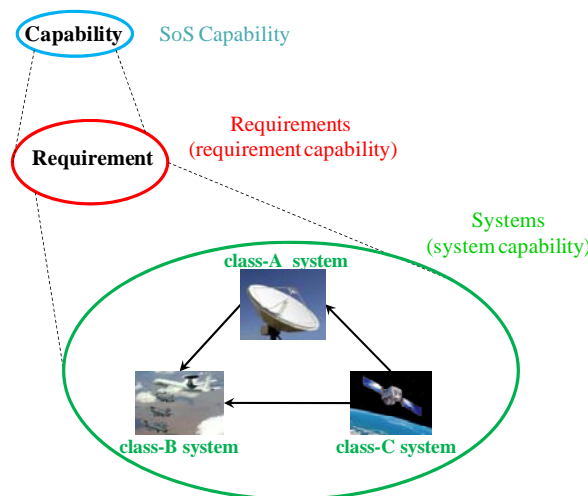 Capability
SoS Capability
Requirement
Requirements
(requirement capability)
Systems
(system capability)
class-A system
class-B system
class-C system